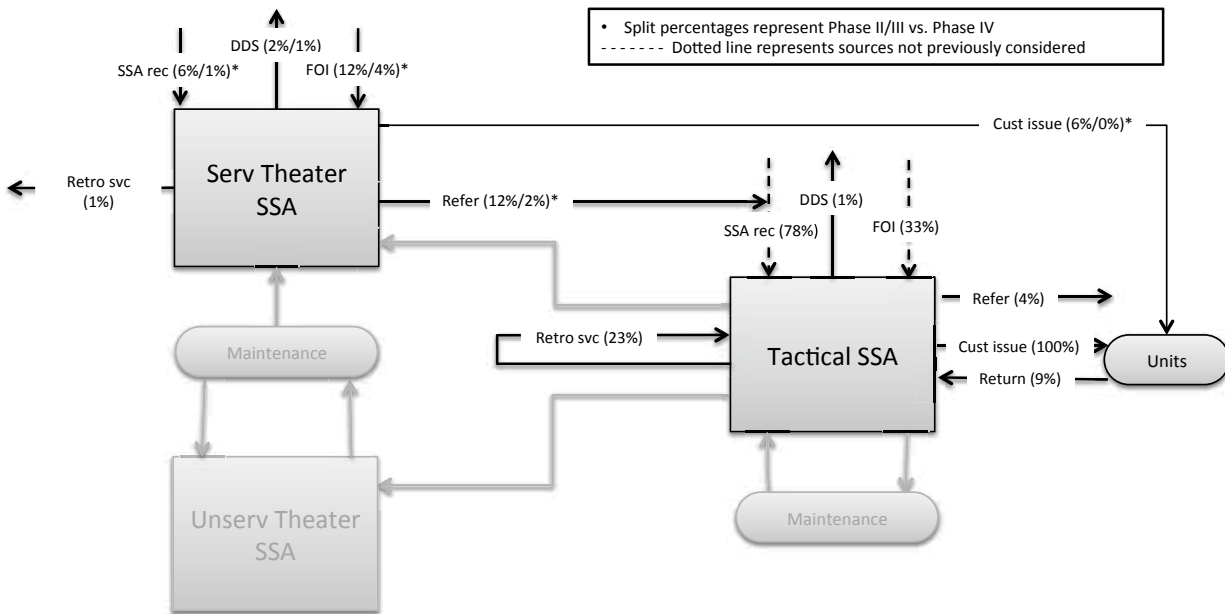 • Split percentages represent Phase II/III vs. Phase IV
- - - - - - - Dotted line represents sources not previously considered
DDS (2%/1%)
SSA rec (6%/1%)*
FOI (12%/4%)*
Cust issue (6%/0%)*
Serv Theater
SSA
Retro svc
(1%)
Refer (12%/2%)*
DDS (1%)
SSA rec (78%)
FOI (33%)
Refer (4%)
Maintenance
Retro svc (23%)
Tactical SSA
Cust issue (100%)
Units
Return (9%)
Unserv Theater
SSA
Maintenance